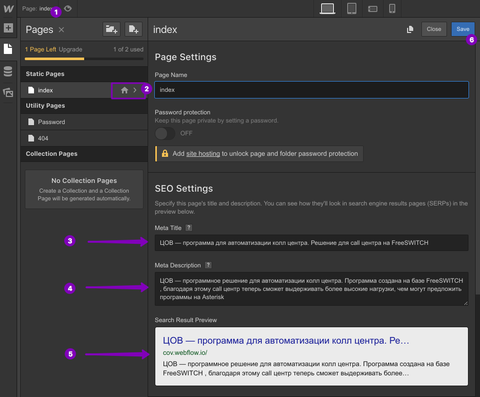 Page: index
1
Pages
1 Page Left Upgrade
1 of 2 used
Static Pages
index
2
Utility Pages
Password
404
Collection Pages
No Collection Pages
Create a Collection and a Collection
Page will be generated automatically.
index
Close
Save
6
Page Settings
Page Name
index
Password protection
Keep this page private by setting a password.
OFF
Add site hosting to unlock page and folder password protection
SEO Settings
Specify this page's title and description. You can see how they'll look in search engine results pages (SERPs) in the
preview below.
Meta Title ?
3
ЦОВ — программа для автоматизации колл центра. Решение для call центра на FreeSWITCH
Meta Description ?
4
ЦОВ — программное решение для автоматизации колл центра. Программа создана на базе FreeSWITCH
, благодаря этому call центр теперь сможет выдерживать более высокие нагрузки, чем могут предложить
программы на Asterisk
Search Result Preview
5
ЦОВ — программа для автоматизации колл центра. Ре…
cov.webflow.io/
ЦОВ — программное решение для автоматизации колл центра. Программа создана на базе
FreeSWITCH , благодаря этому call центр теперь сможет выдерживать более…